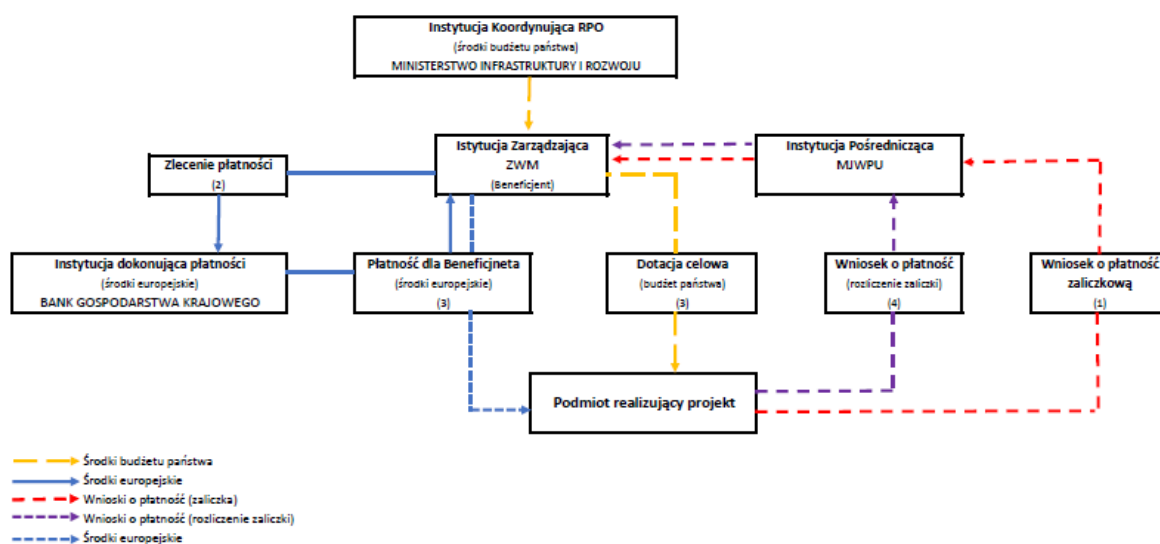 Instytucja Koordynująca RPO
(środki budżetu państwa)
MINISTERSTWO INFRASTRUKTURY I ROZWOJU
Istytucja Zarządzająca
ZWM
(Beneficjent)
Instytucja Pośrednicząca
MJWPU
Zlecenie płatności
(2)
Instytucja dokonująca płatności
(środki europejskie)
BANK GOSPODARSTWA KRAJOWEGO
Płatność dla Beneficjneta
(środki europejskie)
(3)
Dotacja celowa
(budżet państwa)
(3)
Wniosek o płatność
(rozliczenie zaliczki)
(4)
Wniosek o płatność
zaliczkową
(1)
Podmiot realizujący projekt
Środki budżetu państwa
Środki europejskie
Wnioski o płatność (zaliczka)
Wnioski o płatność (rozliczenie zaliczki)
Środki europejskie